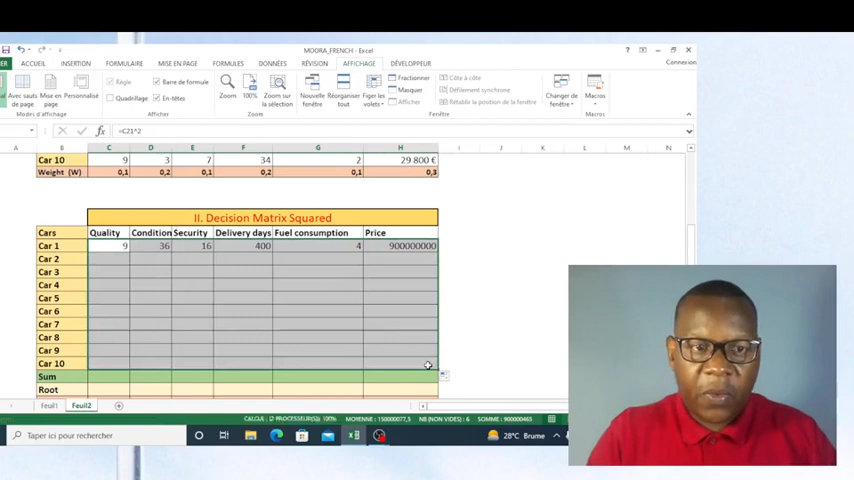 MOORA_FRENCH - Excel
ACCUEIL INSERTION FORMULAIRE MISE EN PAGE FORMULES DONNÉES RÉVISION AFFICHAGE DÉVELOPPEUR Connexion
Avec sauts de page
Mise en page
Personnalisé
Modes d'affichage
Règle
Barre de formule
Quadrillage
En-têtes
Afficher
Zoom
100%
Zoom sur la sélection
Zoom
Nouvelle fenêtre
Réorganiser tout
Figer les volets
Fractionner
Masquer
Afficher
Côte à côte
Défilement synchrone
Rétablir la position de la fenêtre
Fenêtre
Changer de fenêtre
Macros
Macros
fx =C21^2
A B C D E F G H I J K L M N
Car 10 9 3 7 34 2 29 800 €
Weight (W) 0,1 0,2 0,1 0,2 0,1 0,3
II. Decision Matrix Squared
Cars Quality Condition Security Delivery days Fuel consumption Price
Car 1 9 36 16 400 4 900000000
Car 2
Car 3
Car 4
Car 5
Car 6
Car 7
Car 8
Car 9
Car 10
Sum
Root
Feuil1 Feuil2
MOYENNE : 150000077,5 NB (NON VIDES) : 6 SOMME : 900000465
Taper ici pour rechercher
28°C Brume